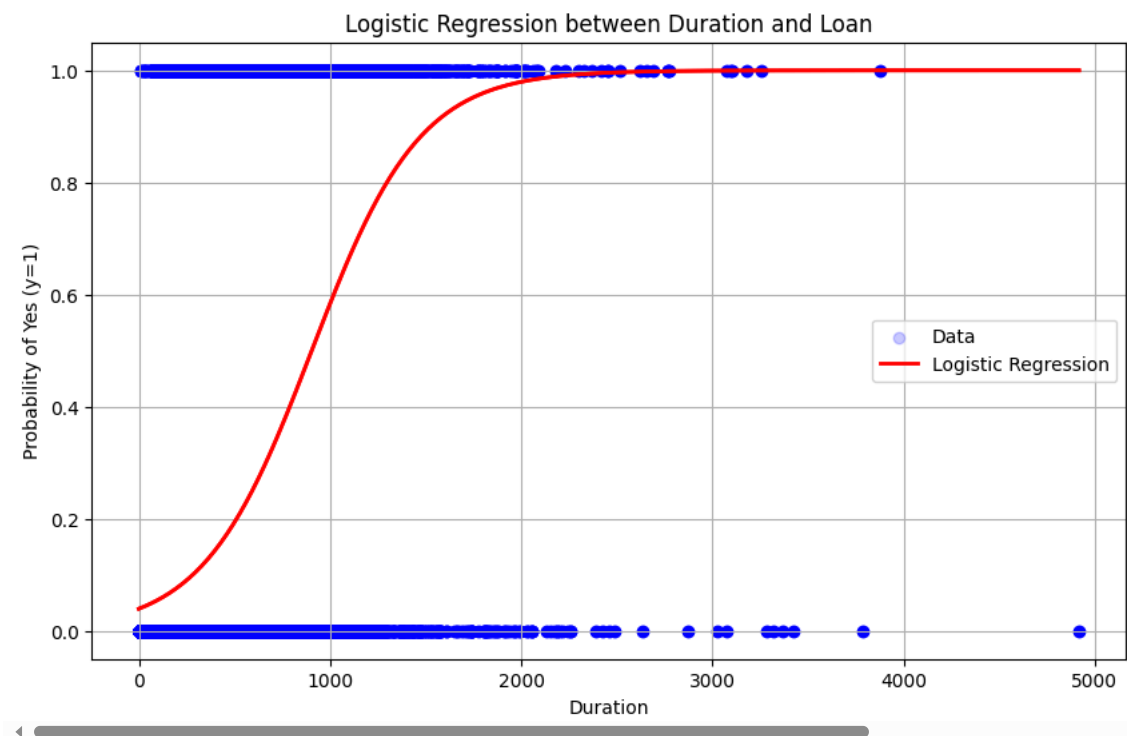 Logistic Regression between Duration and Loan
Probability of Yes (y=1)
1.0
0.8
0.6
0.4
0.2
0.0
Data
Logistic Regression
0 1000 2000 3000 4000 5000
Duration